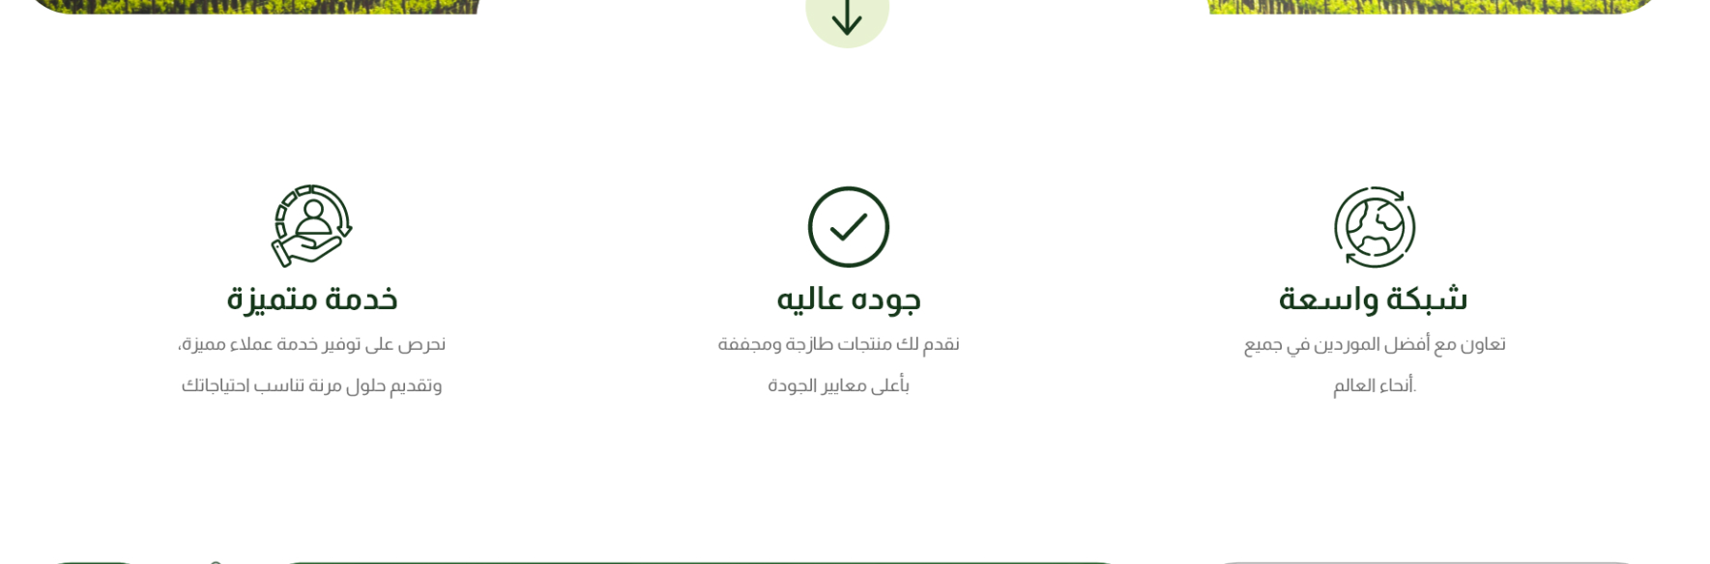 شبكة واسعة
تعاون مع أفضل الموردين في جميع
أنحاء العالم.
جوده عاليه
نقدم لك منتجات طازجة ومجففة
بأعلى معايير الجودة
خدمة متميزة
نحرص على توفير خدمة عملاء مميزة،
وتقديم حلول مرنة تناسب احتياجاتك